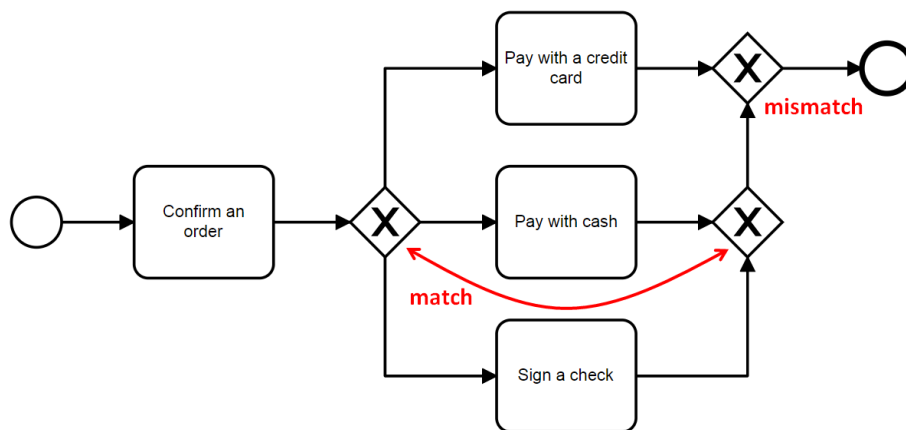 Pay with a credit
card
mismatch
Confirm an
order
Pay with cash
match
Sign a check